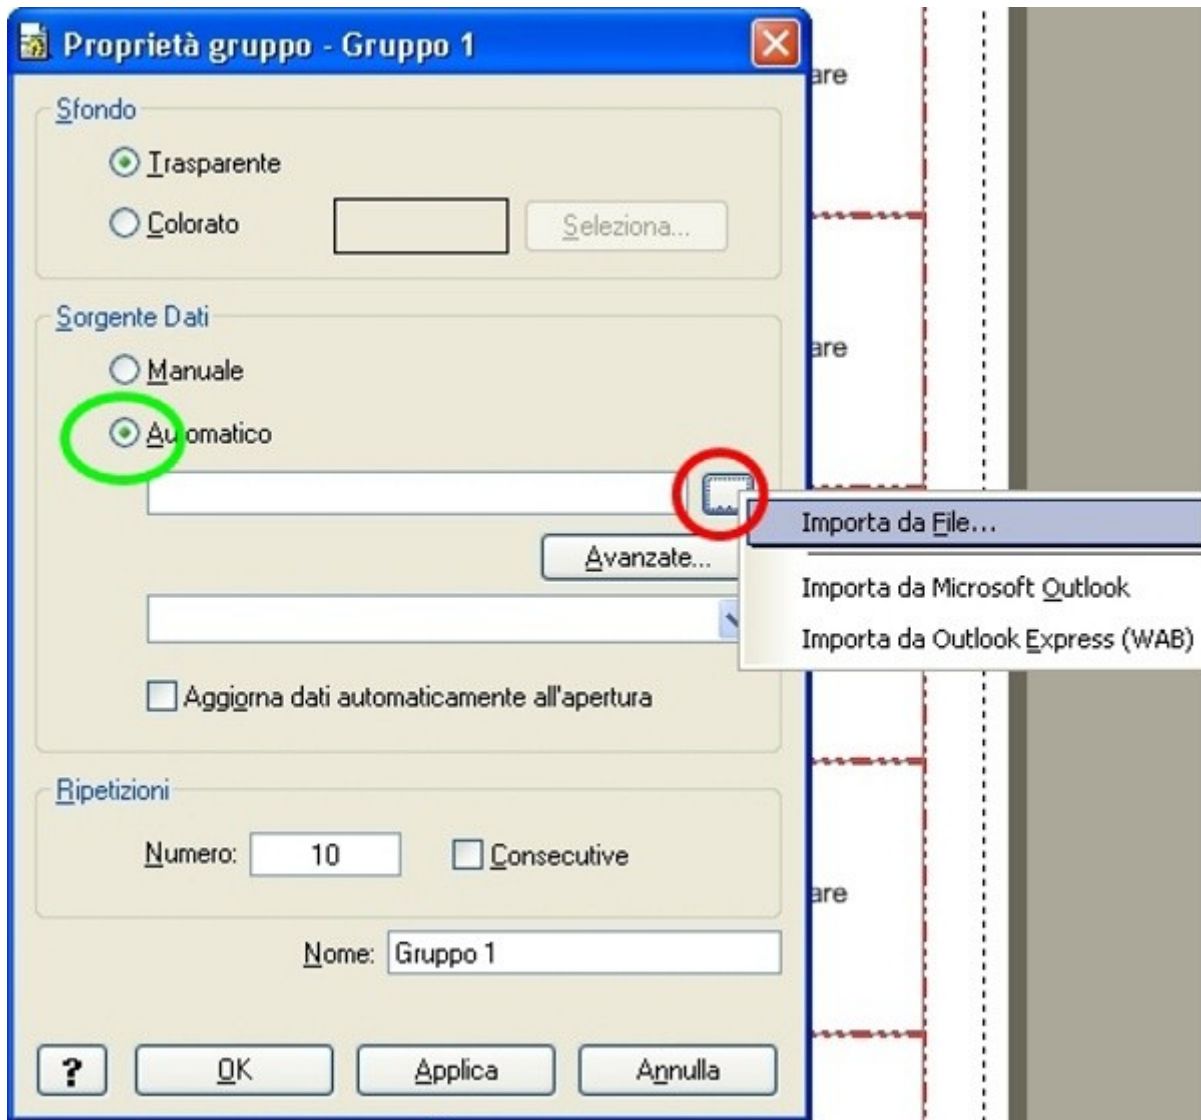 Proprietà gruppo - Gruppo 1
are
Sfondo
Trasparente
Colorato
Seleziona...
Sorgente Dati
Manuale
are
Automatico
...
Importa da File...
Avanzate...
Importa da Microsoft Outlook
Importa da Outlook Express (WAB)
Aggiorna dati automaticamente all'apertura
Ripetizioni
Numero: 10 Consecutive
are
Nome: Gruppo 1
? OK Applica Annulla